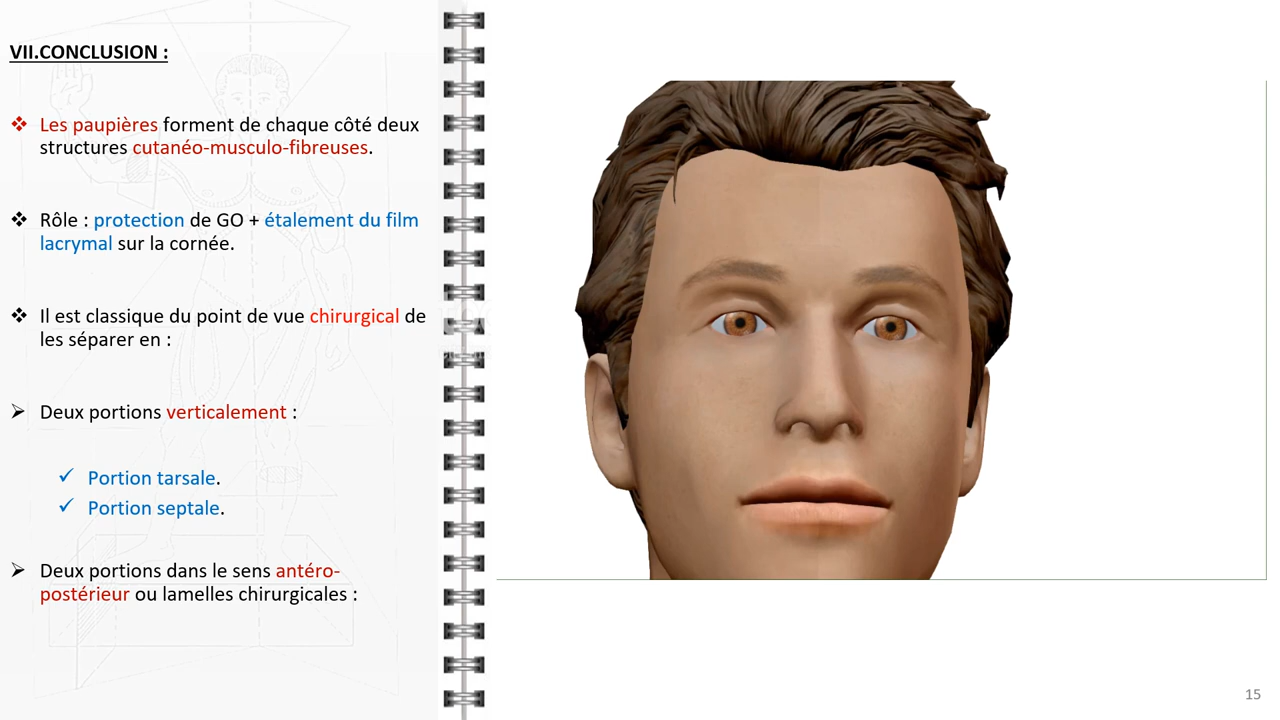 VII.CONCLUSION :
❖ Les paupières forment de chaque côté deux
structures cutanéo-musculo-fibreuses.
❖ Rôle : protection de GO + étalement du film
lacrymal sur la cornée.
❖ Il est classique du point de vue chirurgical de
les séparer en :
➢ Deux portions verticalement :
✓ Portion tarsale.
✓ Portion septale.
➢ Deux portions dans le sens antéro-
postérieur ou lamelles chirurgicales :
15